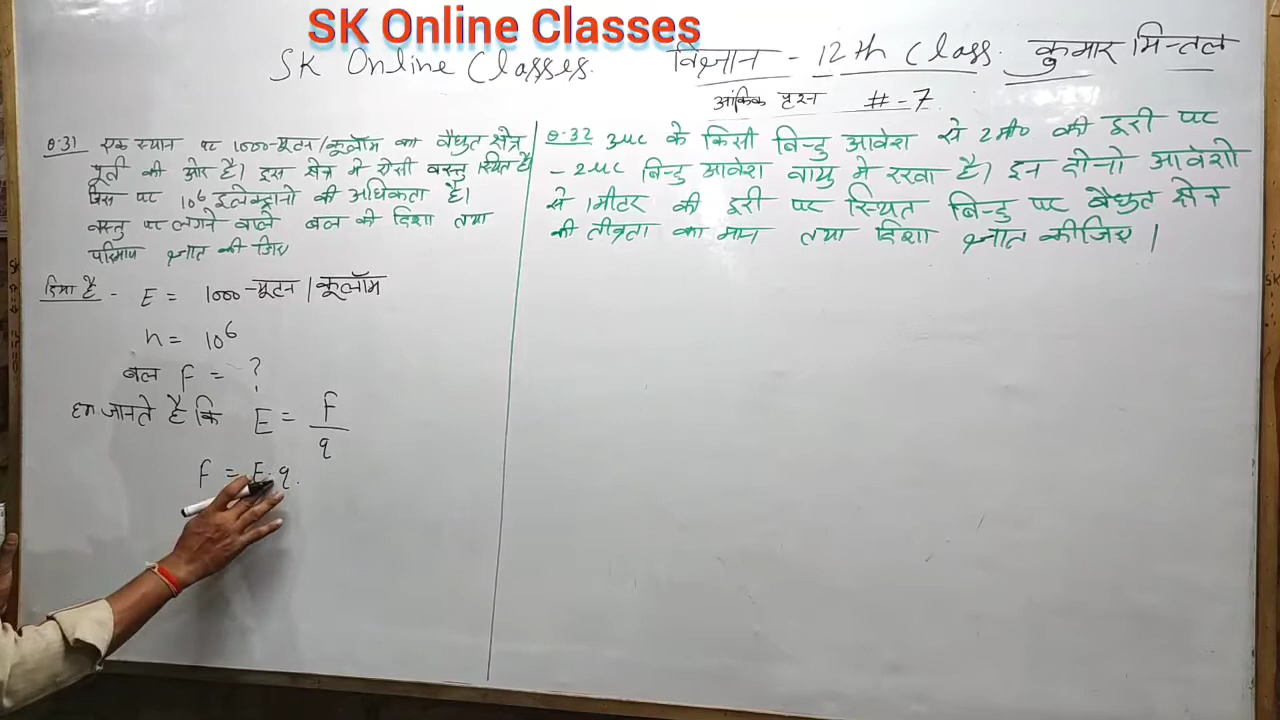 SK Online Classes
SK Online Classes. विज्ञान - 12th Class. कुमार मित्तल
आंकिक प्रश्न #-7
Q-31 एक स्थान पर 1000-न्यूटन/कूलॉम का वैधुत क्षेत्र
पूर्व की ओर है। इस क्षेत्र मे ऐसी वस्तु स्थित है
जिस पर 10⁶ इलेक्ट्रानो की अधिकता है।
वस्तु पर लगने वाले बल की दिशा तथा
परिमाण ज्ञात की जिए
दिया है - E = 1000-न्यूटन/कूलॉम
n = 10⁶
बल F = ?
हम जानते है कि E = F/q
F = E.q.
Q-32 3μc के किसी बिन्दु आवेश से 2मी० की दूरी पर
-2μc बिन्दु आवेश वायु मे रखा है। इन दोनो आवेशो
से 1मीटर की दूरी पर स्थित बिन्दु पर वैधुत क्षेत्र
की तीव्रता का मान तथा दिशा ज्ञात कीजिए।